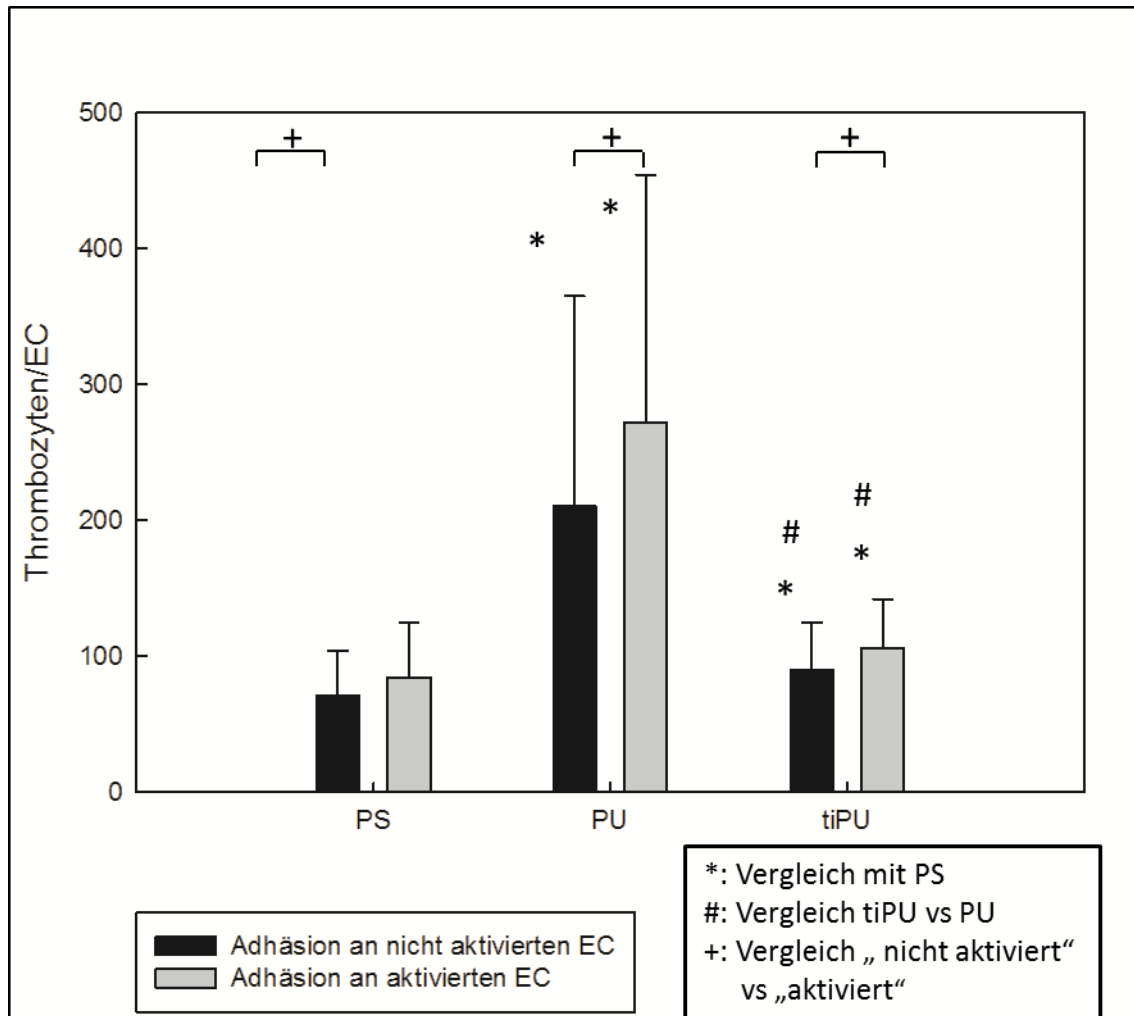 500
400
300
200
100
0
Thrombozyten/EC
+ + +
*
*
#
#
*
*
PS PU tiPU
Adhäsion an nicht aktivierten EC
Adhäsion an aktivierten EC
*: Vergleich mit PS
#: Vergleich tiPU vs PU
+: Vergleich „ nicht aktiviert“
vs „aktiviert“